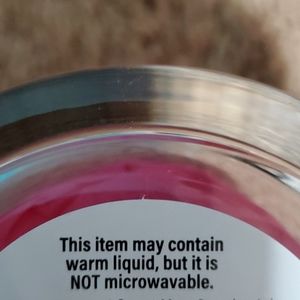 This item may contain
warm liquid, but it is
NOT microwavable.